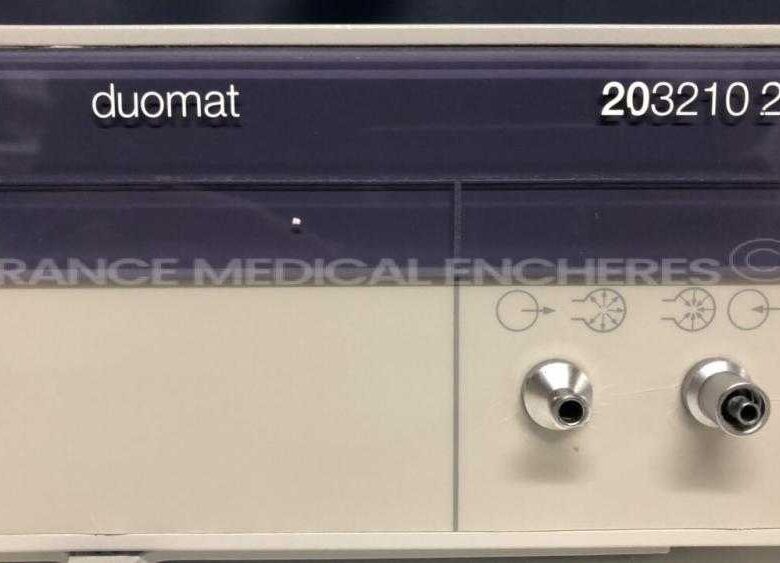 duomat
203210 2
RANCE MEDICAL ENCHERES ©